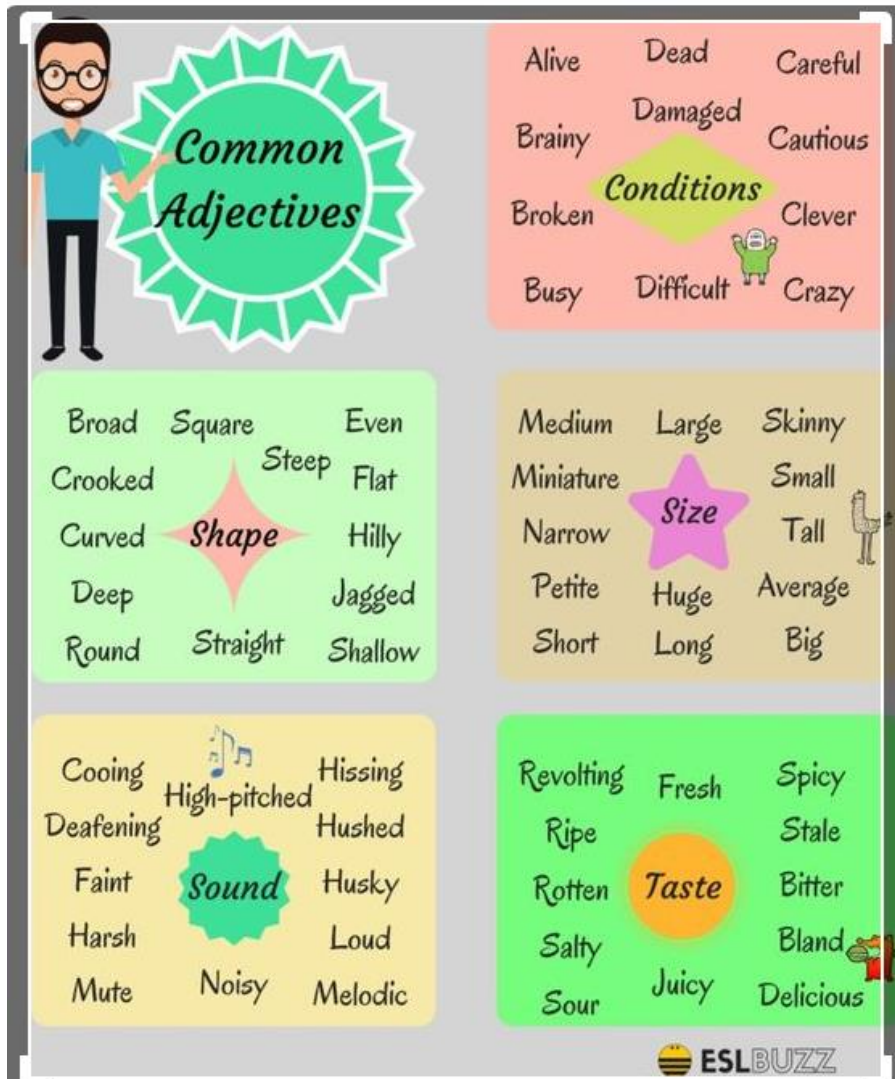 Common
Adjectives
Alive Dead Careful
Brainy Damaged Cautious
Conditions
Broken Clever
Busy Difficult Crazy
Broad Square Even
Crooked Steep Flat
Curved Shape Hilly
Deep Jagged
Round Straight Shallow
Medium Large Skinny
Miniature Small
Narrow Size Tall
Petite Huge Average
Short Long Big
Cooing High-pitched Hissing
Deafening Hushed
Faint Sound Husky
Harsh Loud
Mute Noisy Melodic
Revolting Fresh Spicy
Ripe Stale
Rotten Taste Bitter
Salty Bland
Sour Juicy Delicious
ESLBUZZ